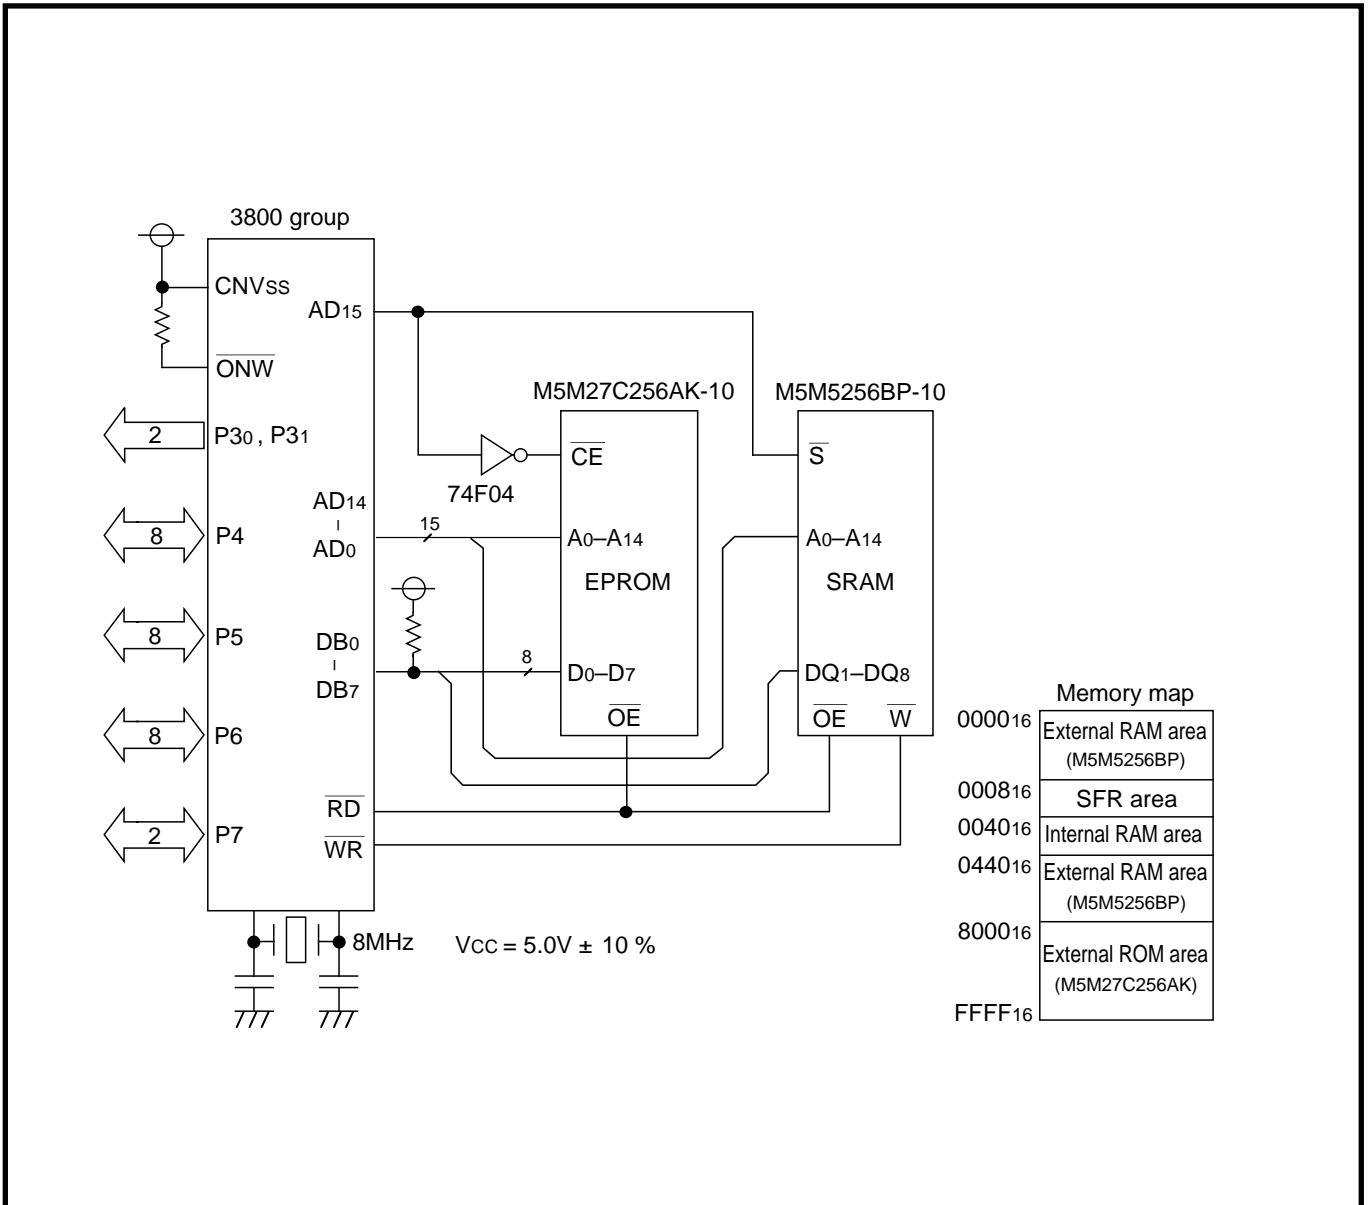 3800 group
CNVSS
AD15
ONW
P30 , P31
2
AD14
AD0
P4
8
15
P5
8
DB0
DB7
8
P6
8
RD
WR
P7
2
74F04
M5M27C256AK-10
CE
A0–A14
EPROM
D0–D7
OE
M5M5256BP-10
S
A0–A14
SRAM
DQ1–DQ8
OE W
8MHz
VCC = 5.0V ± 10 %
Memory map
000016
External RAM area
(M5M5256BP)
000816
SFR area
004016
Internal RAM area
044016
External RAM area
(M5M5256BP)
800016
External ROM area
(M5M27C256AK)
FFFF16